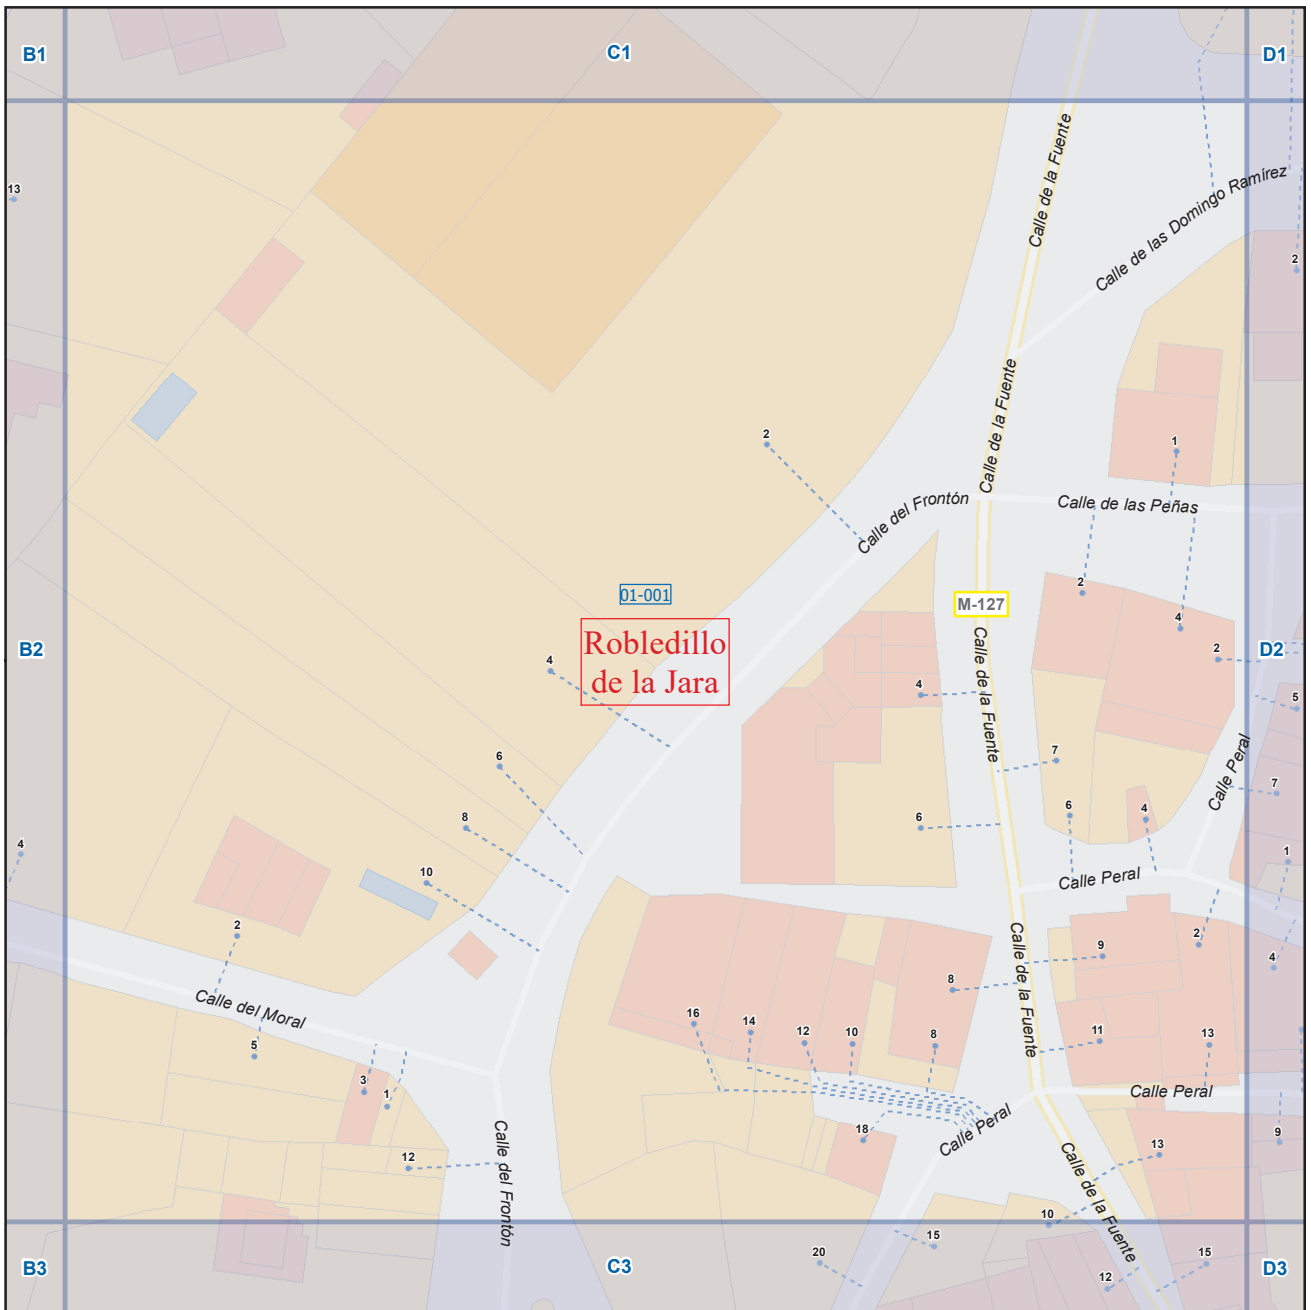 B1
C1
D1
Calle de la Fuente
Calle de las Domingo Ramírez
13
2
Calle de la Fuente
2
1
Calle del Frontón
Calle de las Peñas
01-001
M-127
2
4
Robledillo
de la Jara
B2
4
4
Calle de la Fuente
2
D2
5
6
7
Calle Peral
7
8
6
6
4
4
10
Calle Peral
1
2
Calle de la Fuente
9
2
4
8
Calle del Moral
16
14
12
10
8
11
13
5
3
1
Calle Peral
Calle Peral
18
9
12
Calle del Frontón
13
Calle de la Fuente
10
15
B3
C3
20
12
15
D3